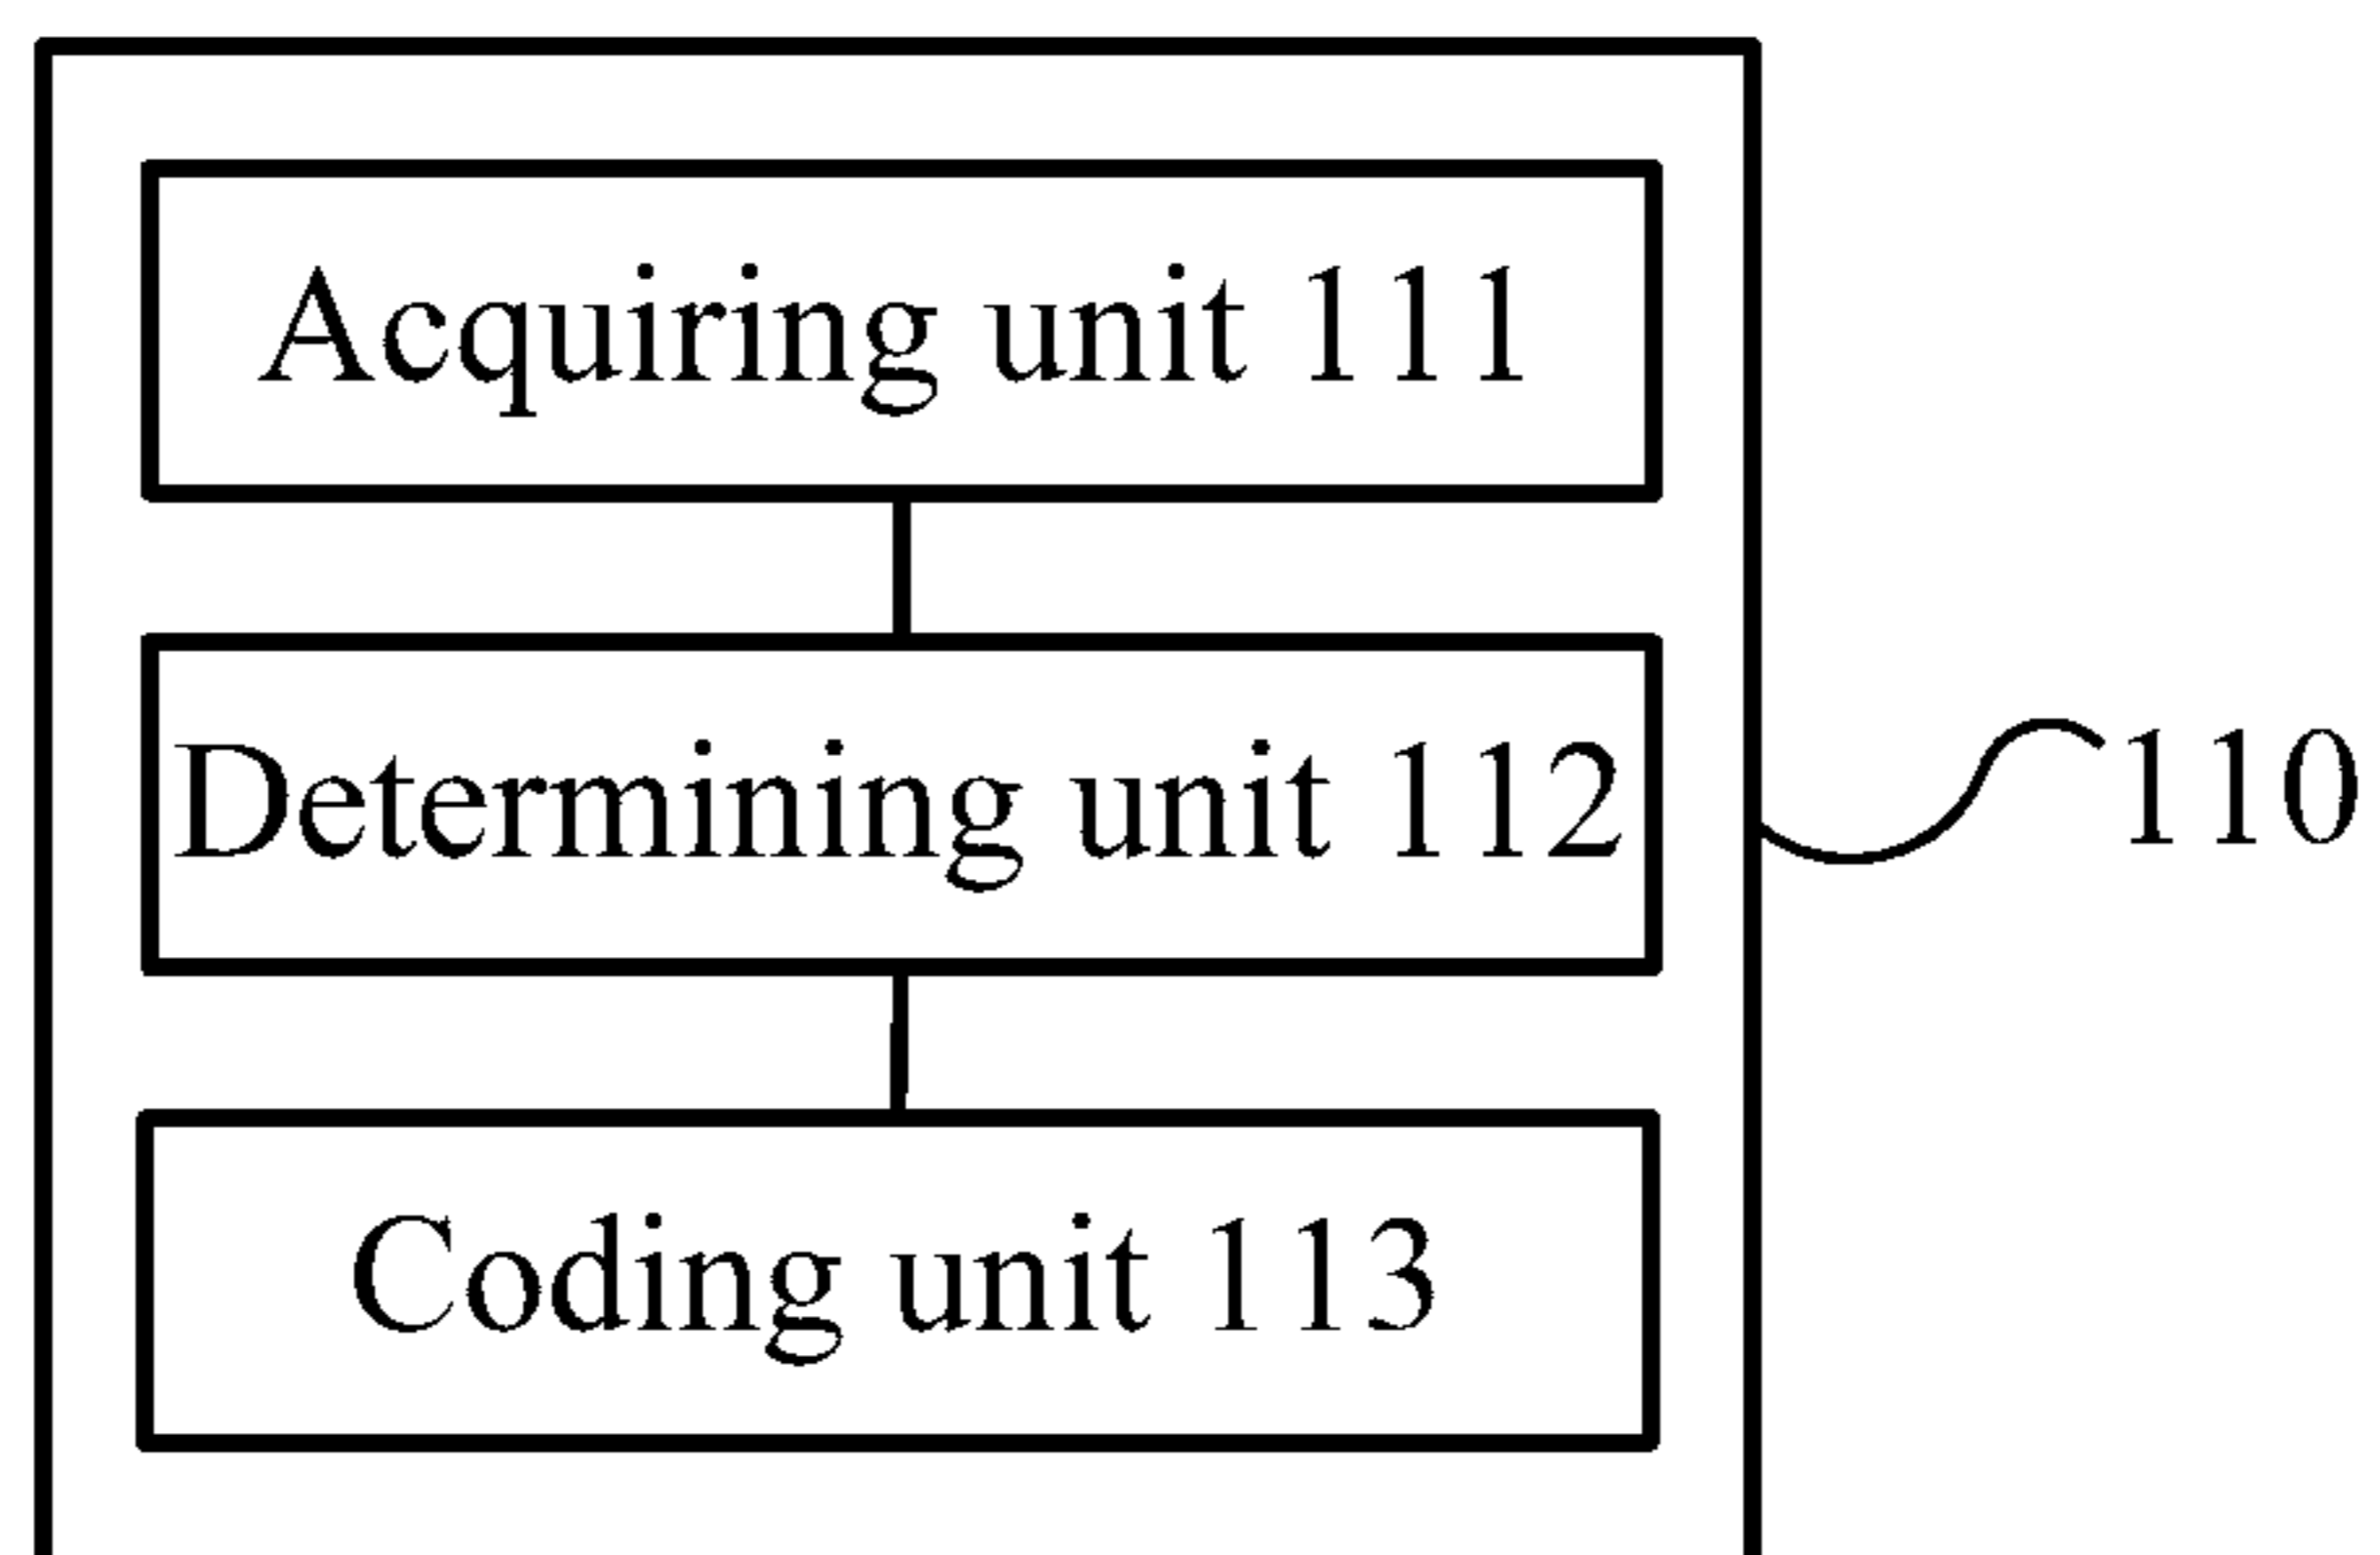 Acquiring unit 111
Determining unit 112
110
Coding unit 113